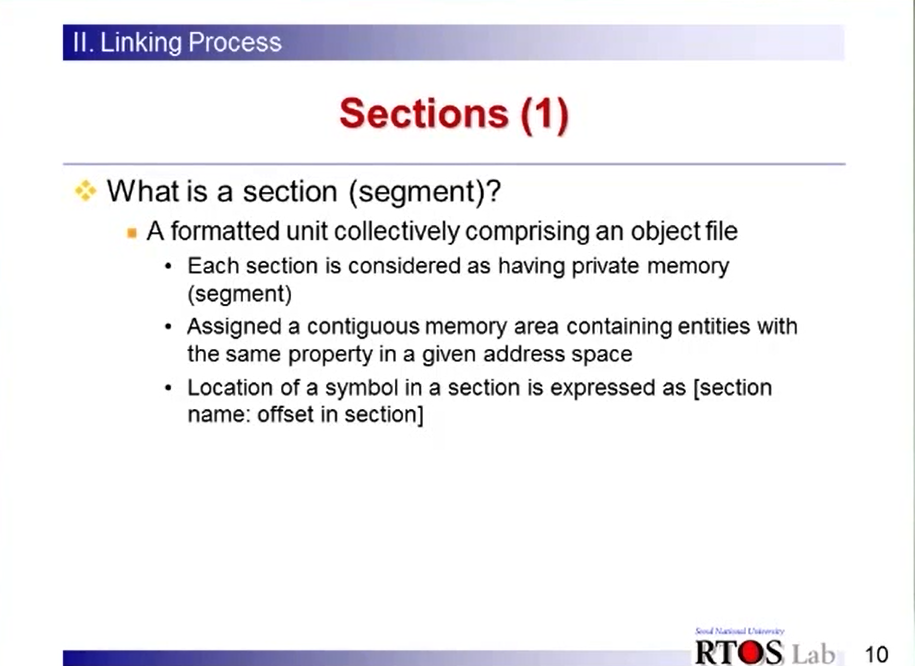 II. Linking Process
Sections (1)
What is a section (segment)?
A formatted unit collectively comprising an object file
• Each section is considered as having private memory
(segment)
• Assigned a contiguous memory area containing entities with
the same property in a given address space
• Location of a symbol in a section is expressed as [section
name: offset in section]
Seoul National University
RTOS Lab
10